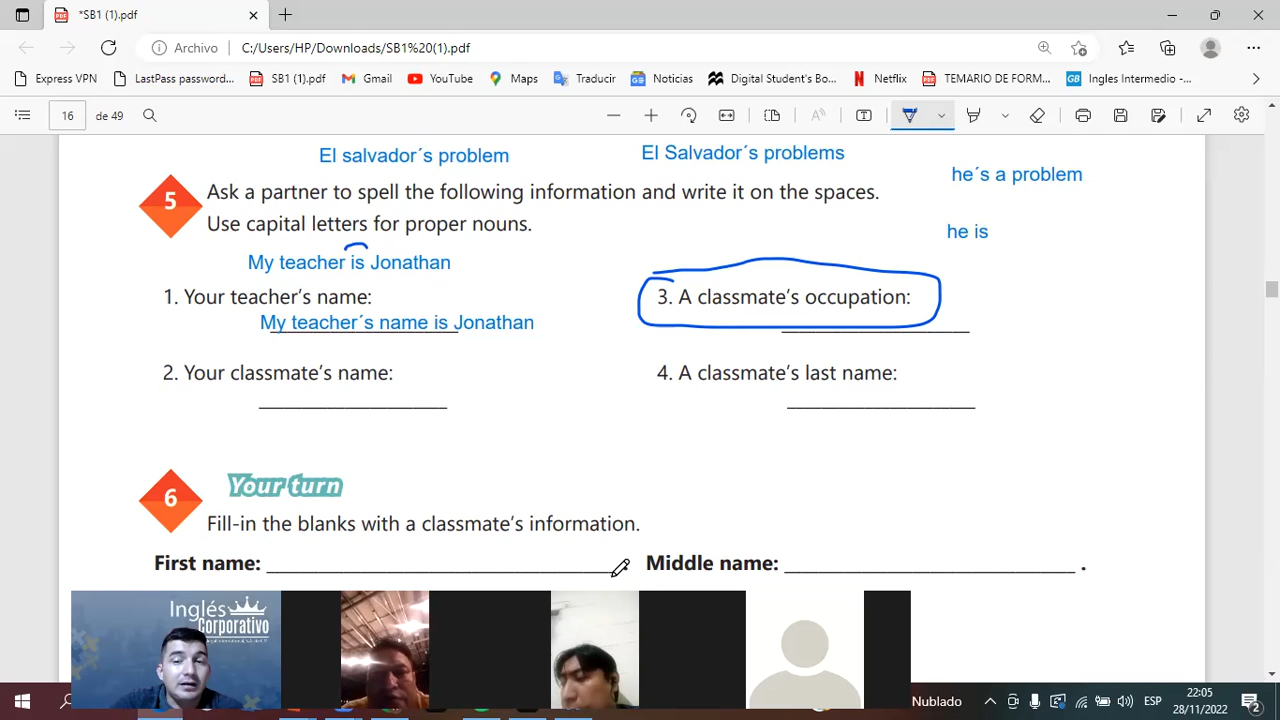 *SB1 (1).pdf
Archivo C:/Users/HP/Downloads/SB1%20(1).pdf
Express VPN LastPass password... SB1 (1).pdf Gmail YouTube Maps Traducir Noticias Digital Student's Bo... Netflix TEMARIO DE FORM... Ingles Intermedio -...
16 de 49
El salvador´s problem El Salvador´s problems
he´s a problem
5 Ask a partner to spell the following information and write it on the spaces.
Use capital letters for proper nouns.
he is
My teacher is Jonathan
1. Your teacher's name: 3. A classmate's occupation:
My teacher´s name is Jonathan
2. Your classmate's name: 4. A classmate's last name:
6 Your turn
Fill-in the blanks with a classmate's information.
First name: Middle name: .
Inglés
Corporativo
Nublado ESP 22:05
28/11/2022 2